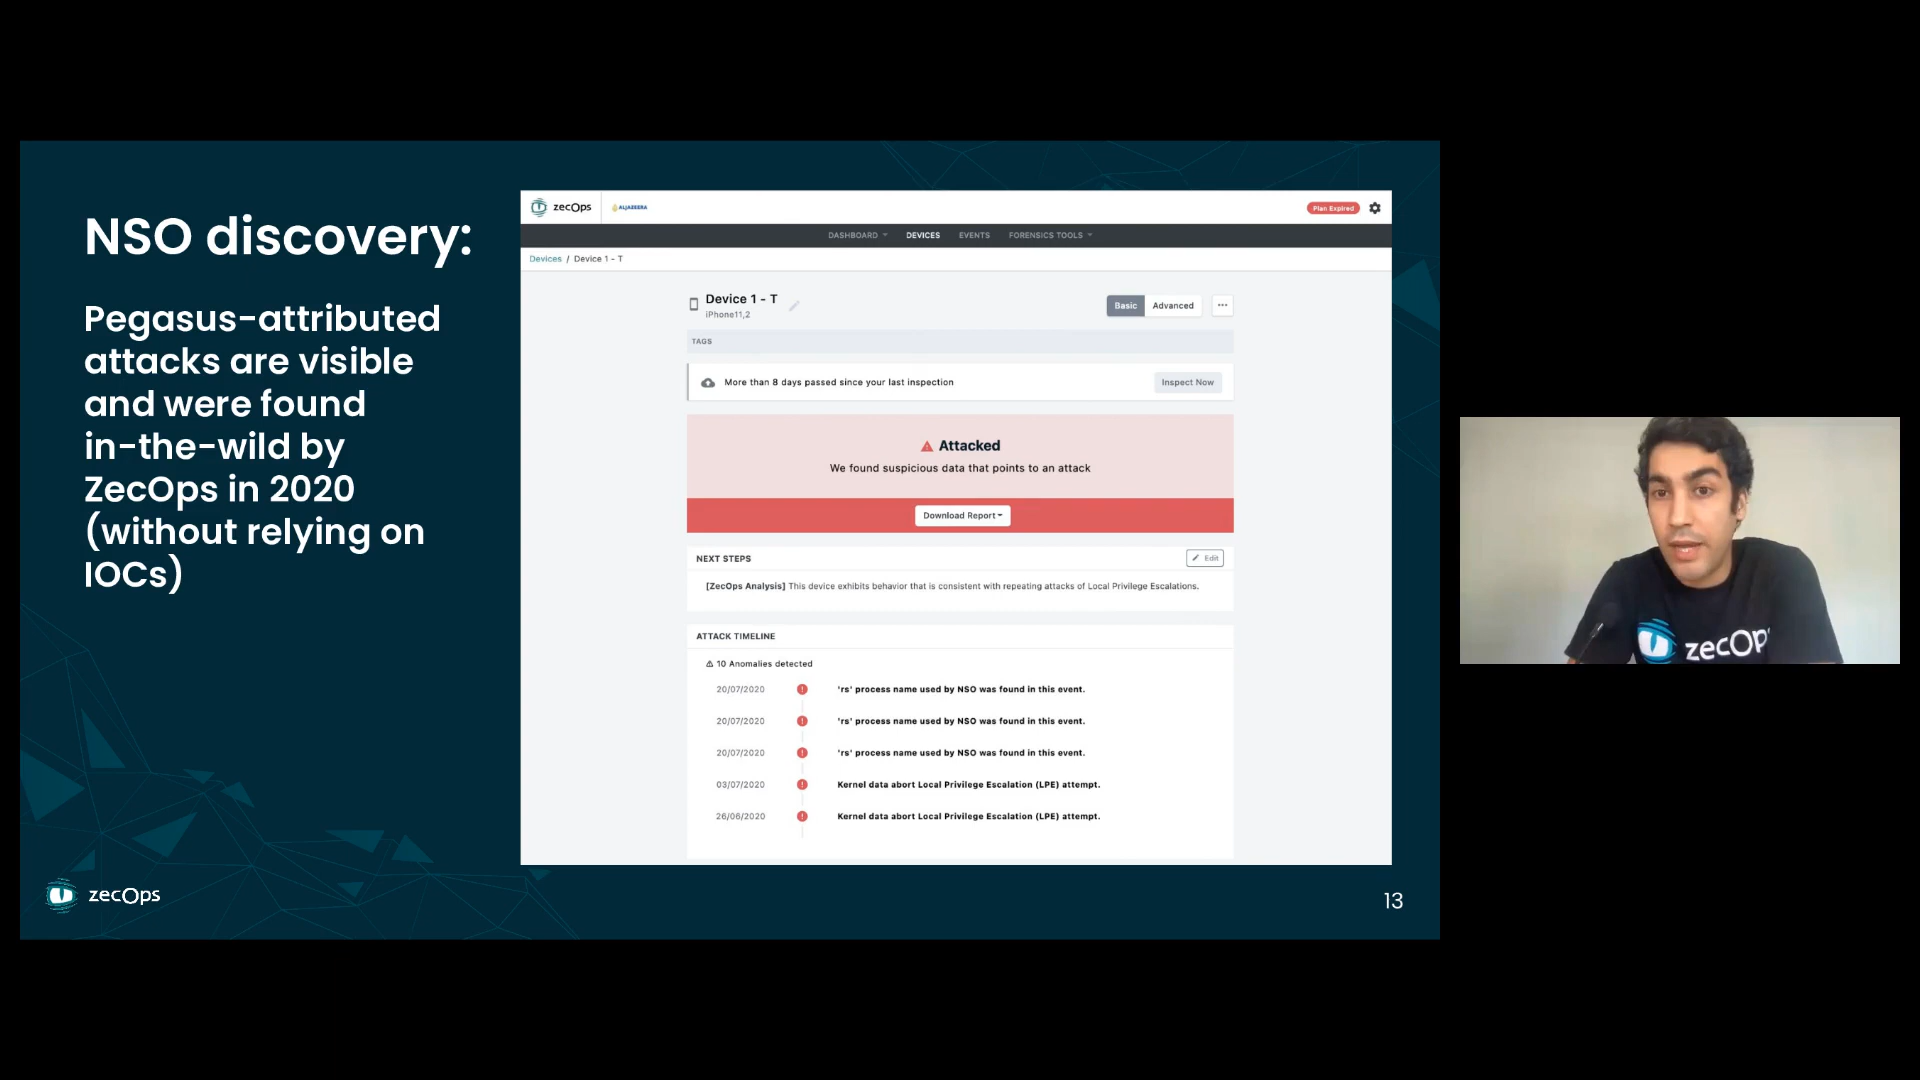 NSO discovery:
Pegasus-attributed
attacks are visible
and were found
in-the-wild by
ZecOps in 2020
(without relying on
IOCs)
zecOps
ALJAZEERA
Plan Expired
DASHBOARD
DEVICES
EVENTS
FORENSICS TOOLS
Devices / Device 1 - T
Device 1 - T
iPhone11,2
Basic
Advanced
TAGS
More than 8 days passed since your last inspection
Inspect Now
Attacked
We found suspicious data that points to an attack
Download Report
NEXT STEPS
Edit
[ZecOps Analysis] This device exhibits behavior that is consistent with repeating attacks of Local Privilege Escalations.
ATTACK TIMELINE
10 Anomalies detected
20/07/2020 'rs' process name used by NSO was found in this event.
20/07/2020 'rs' process name used by NSO was found in this event.
20/07/2020 'rs' process name used by NSO was found in this event.
03/07/2020 Kernel data abort Local Privilege Escalation (LPE) attempt.
26/06/2020 Kernel data abort Local Privilege Escalation (LPE) attempt.
zecOps
13
zecOp